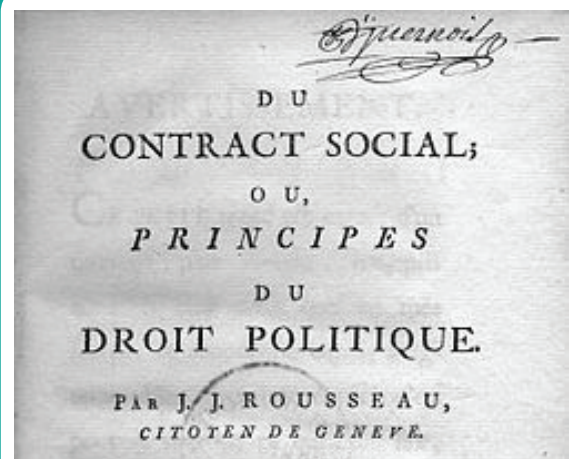 DU
CONTRACT SOCIAL;
OU,
PRINCIPES
DU
DROIT POLITIQUE.
PAR J. J. ROUSSEAU,
CITOYEN DE GENEVE.